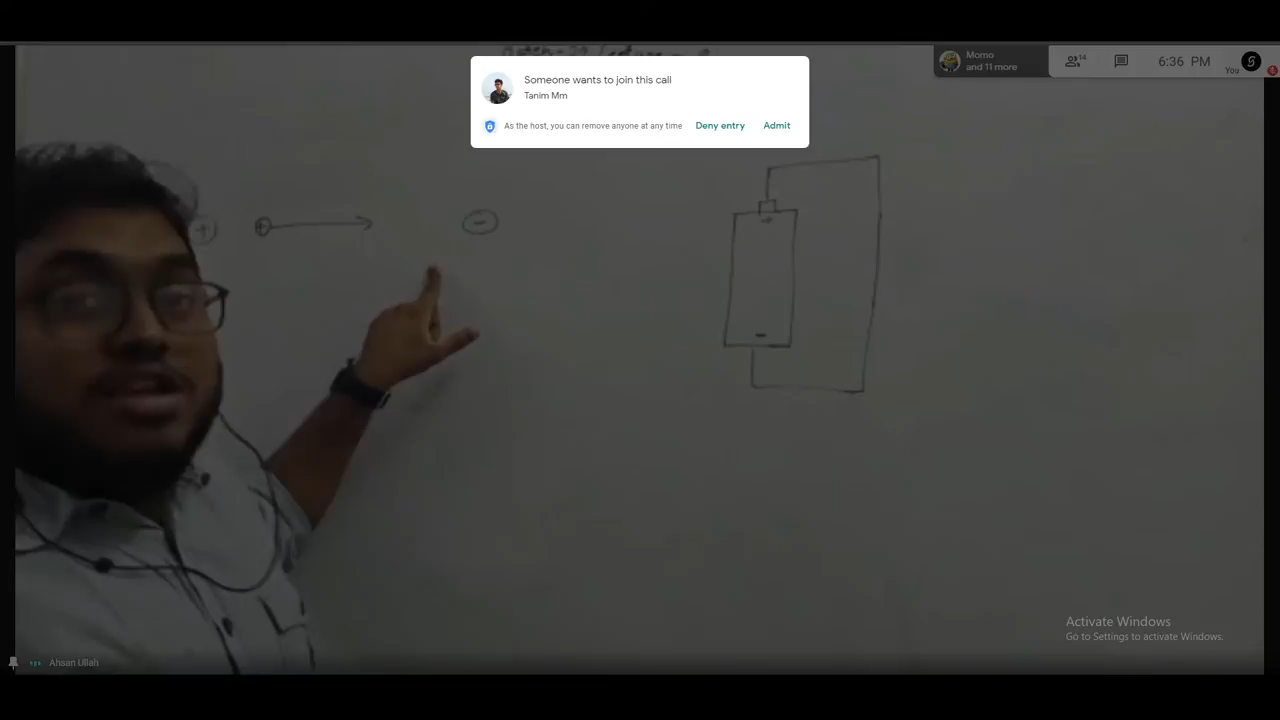 Someone wants to join this call
Tanim Mm
As the host, you can remove anyone at any time
Deny entry
Admit
Momo
and 11 more
14
6:36 PM
You
+
+
-
+
-
Activate Windows
Go to Settings to activate Windows.
Ahsan Ullah